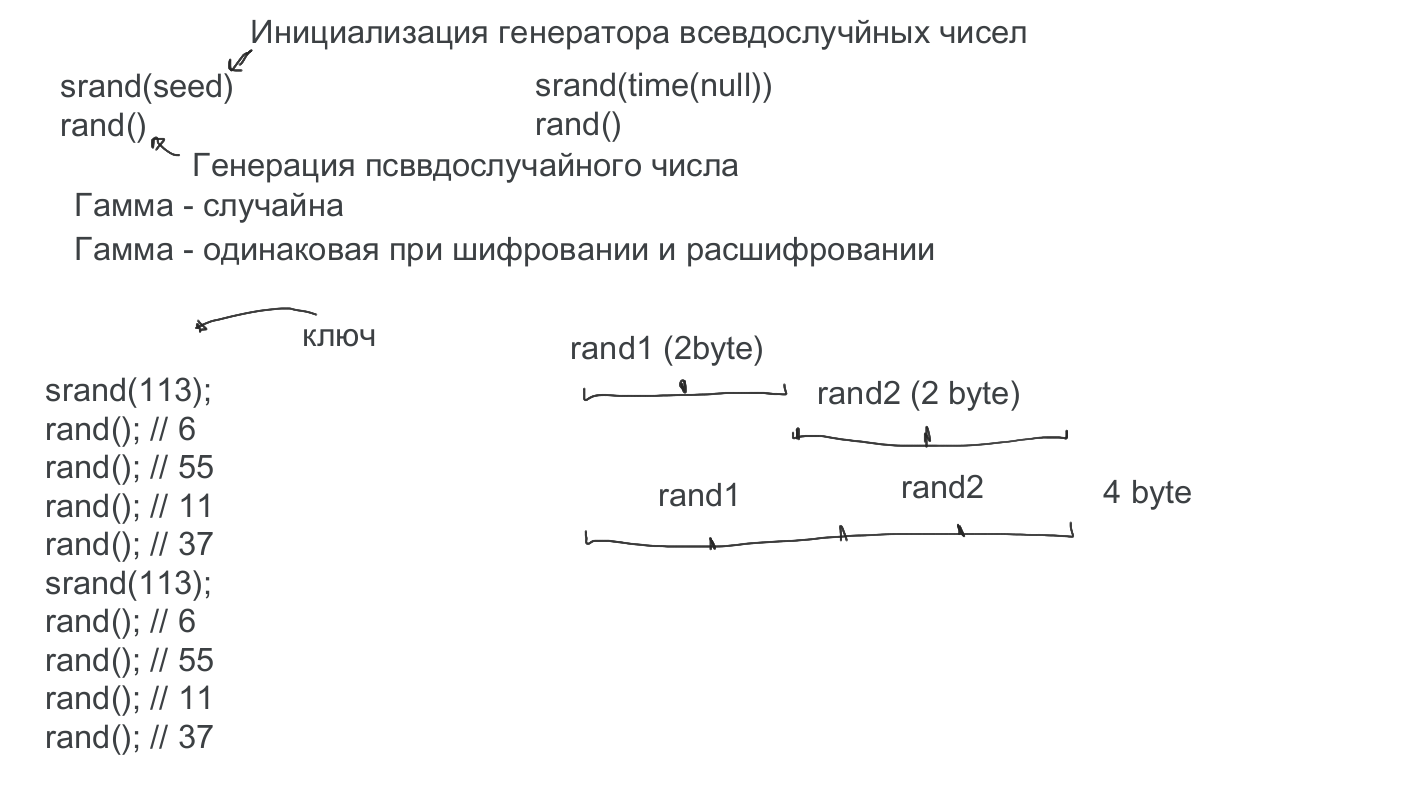 Инициализация генератора всевдослучйных чисел
srand(seed)
rand()
srand(time(null))
rand()
Генерация псввдослучайного числа
Гамма - случайна
Гамма - одинаковая при шифровании и расшифровании
ключ
srand(113);
rand(); // 6
rand(); // 55
rand(); // 11
rand(); // 37
srand(113);
rand(); // 6
rand(); // 55
rand(); // 11
rand(); // 37
rand1 (2byte)
rand2 (2 byte)
rand1
rand2
4 byte